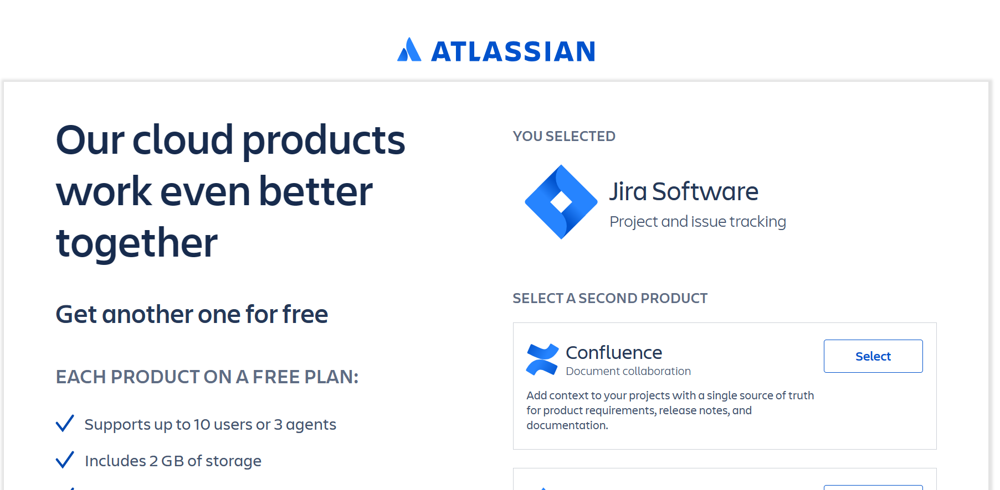 ATLASSIAN
Our cloud products
work even better
together
Get another one for free
EACH PRODUCT ON A FREE PLAN:
Supports up to 10 users or 3 agents
Includes 2 GB of storage
YOU SELECTED
Jira Software
Project and issue tracking
SELECT A SECOND PRODUCT
Confluence
Document collaboration
Select
Add context to your projects with a single source of truth
for product requirements, release notes, and
documentation.